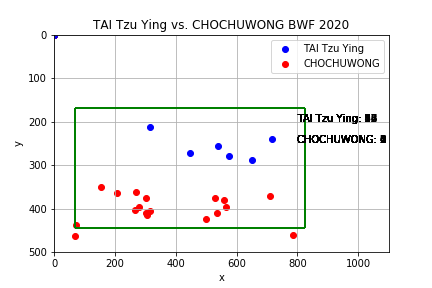 TAI Tzu Ying vs. CHOCHUWONG BWF 2020
0
100
200
300
400
500
y
TAI Tzu Ying
CHOCHUWONG
TAI Tzu Ying:
CHOCHUWONG:
0 200 400 600 800 1000
x